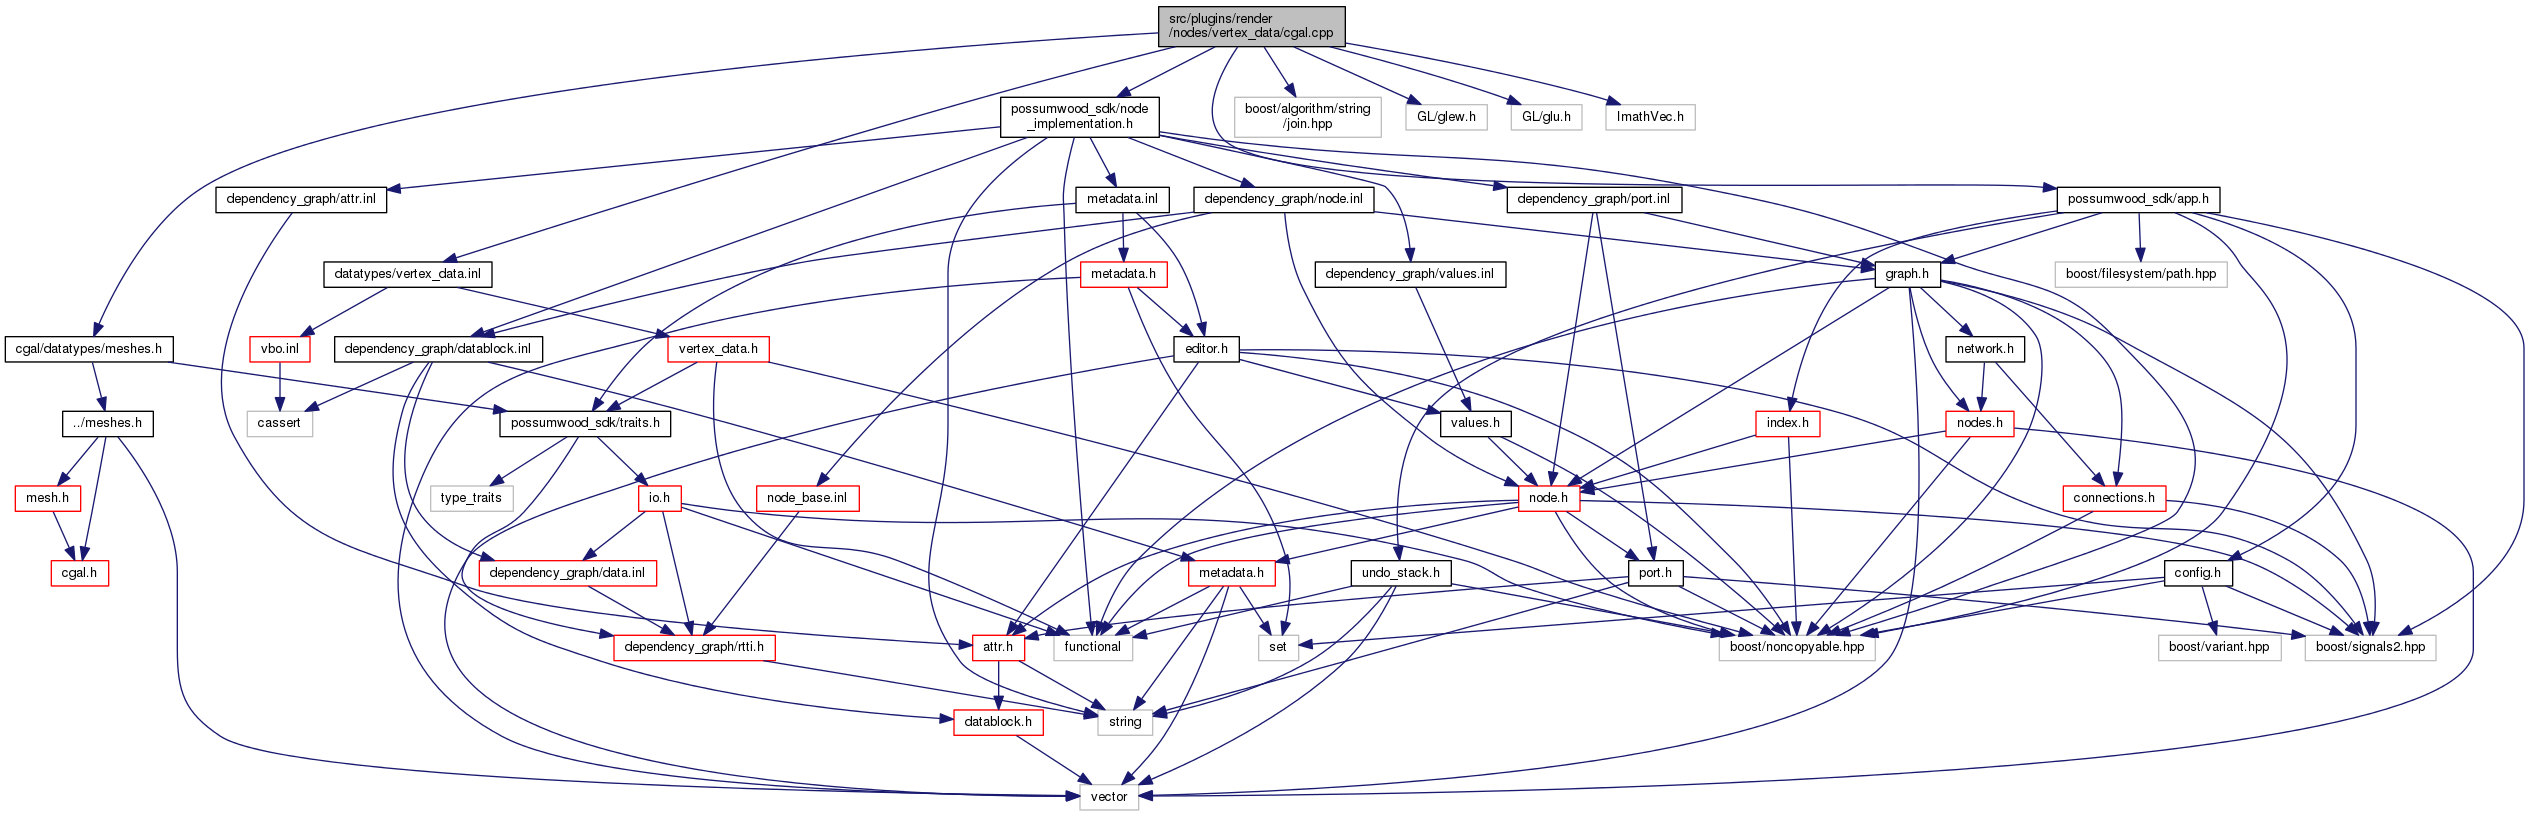 src/plugins/render
/nodes/vertex_data/cgal.cpp
possumwood_sdk/node
_implementation.h
boost/algorithm/string
/join.hpp
GL/glew.h
GL/glu.h
ImathVec.h
dependency_graph/attr.inl
metadata.inl
dependency_graph/node.inl
dependency_graph/port.inl
possumwood_sdk/app.h
datatypes/vertex_data.inl
metadata.h
dependency_graph/values.inl
graph.h
boost/filesystem/path.hpp
cgal/datatypes/meshes.h
vbo.inl
dependency_graph/datablock.inl
vertex_data.h
editor.h
network.h
../meshes.h
cassert
possumwood_sdk/traits.h
values.h
index.h
nodes.h
mesh.h
type_traits
io.h
node_base.inl
node.h
connections.h
cgal.h
dependency_graph/data.inl
metadata.h
undo_stack.h
port.h
config.h
dependency_graph/rtti.h
attr.h
functional
set
boost/noncopyable.hpp
boost/variant.hpp
boost/signals2.hpp
datablock.h
string
vector